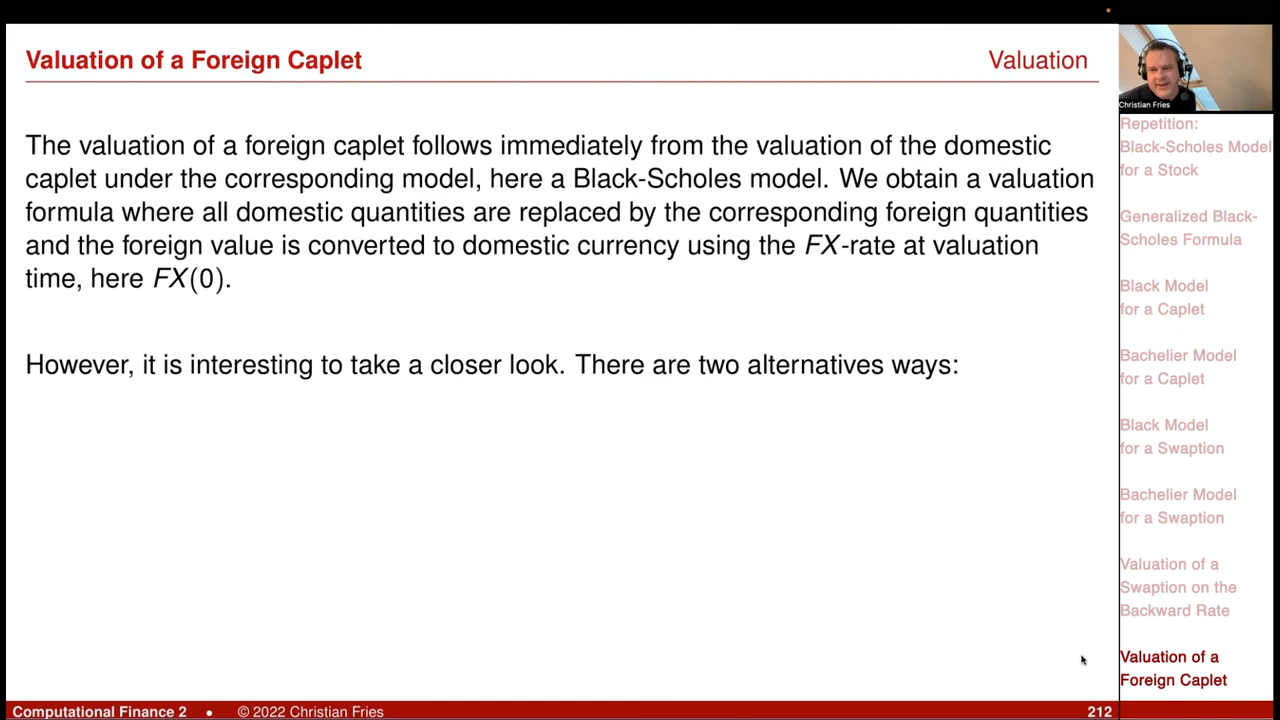 Valuation of a Foreign Caplet
Valuation
The valuation of a foreign caplet follows immediately from the valuation of the domestic
caplet under the corresponding model, here a Black-Scholes model. We obtain a valuation
formula where all domestic quantities are replaced by the corresponding foreign quantities
and the foreign value is converted to domestic currency using the FX-rate at valuation
time, here FX(0).
However, it is interesting to take a closer look. There are two alternatives ways:
Christian Fries
Repetition:
Black-Scholes Model
for a Stock
Generalized Black-
Scholes Formula
Black Model
for a Caplet
Bachelier Model
for a Caplet
Black Model
for a Swaption
Bachelier Model
for a Swaption
Valuation of a
Swaption on the
Backward Rate
Valuation of a
Foreign Caplet
Computational Finance 2 • © 2022 Christian Fries
212